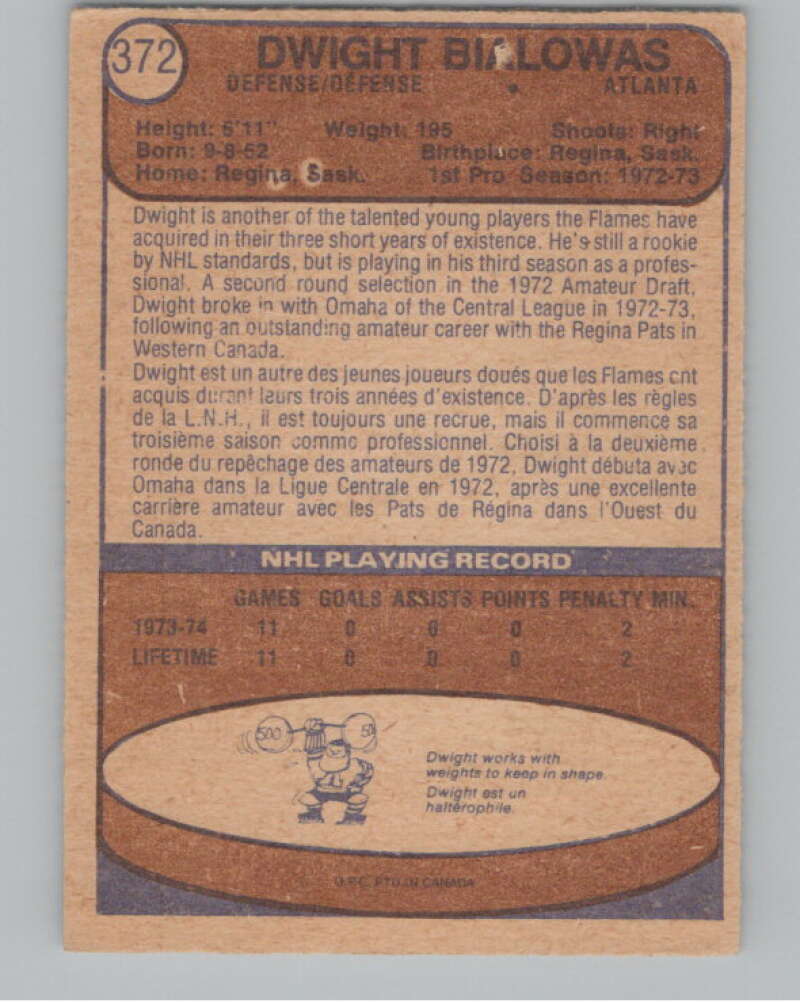 372
DWIGHT BIALOWAS
DEFENSE/DÉFENSE ATLANTA
Height: 5'11" Weight: 195 Shoots: Right
Born: 9-8-52 Birthplace: Regina, Sask.
Home: Regina, Sask. 1st Pro Season: 1972-73
Dwight is another of the talented young players the Flames have
acquired in their three short years of existence. He's still a rookie
by NHL standards, but is playing in his third season as a profes-
sional. A second round selection in the 1972 Amateur Draft,
Dwight broke in with Omaha of the Central League in 1972-73,
following an outstanding amateur career with the Regina Pats in
Western Canada.
Dwight est un autre des jeunes joueurs doués que les Flames ont
acquis durant leurs trois années d'existence. D'après les règles
de la L.N.H., il est toujours une recrue, mais il commence sa
troisième saison comme professionnel. Choisi à la deuxième
ronde du repêchage des amateurs de 1972, Dwight débuta avec
Omaha dans la Ligue Centrale en 1972, après une excellente
carrière amateur avec les Pats de Régina dans l'Ouest du
Canada.
NHL PLAYING RECORD
GAMES GOALS ASSISTS POINTS PENALTY MIN.
1973-74 11 0 0 0 2
LIFETIME 11 0 0 0 2
500 50
Dwight works with
weights to keep in shape.
Dwight est un
haltérophile.
O.P.C. PTD. IN CANADA